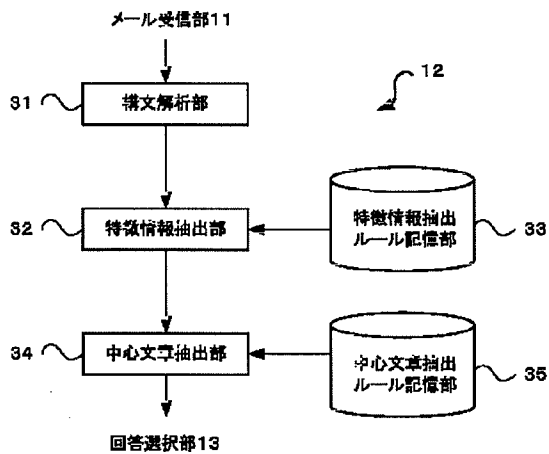 メール受信部11
12
31
構文解析部
32
特徴情報抽出部
特徴情報抽出
ルール記憶部
33
34
中心文章抽出部
中心文章抽出
ルール記憶部
35
回答選択部13